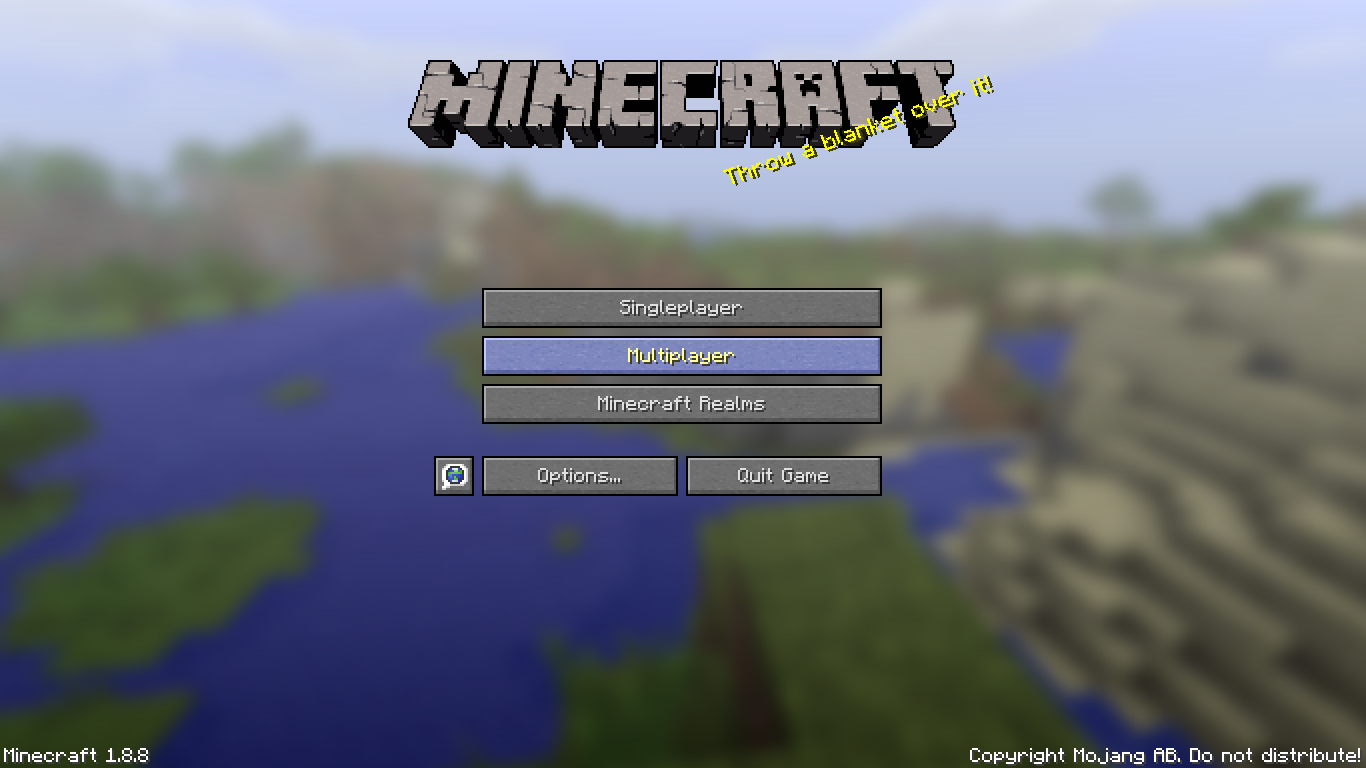 MINECRAFT
Throw a blanket over it!
Singleplayer
Multiplayer
Minecraft Realms
Options...
Quit Game
Minecraft 1.8.8
Copyright Mojang AB. Do not distribute!